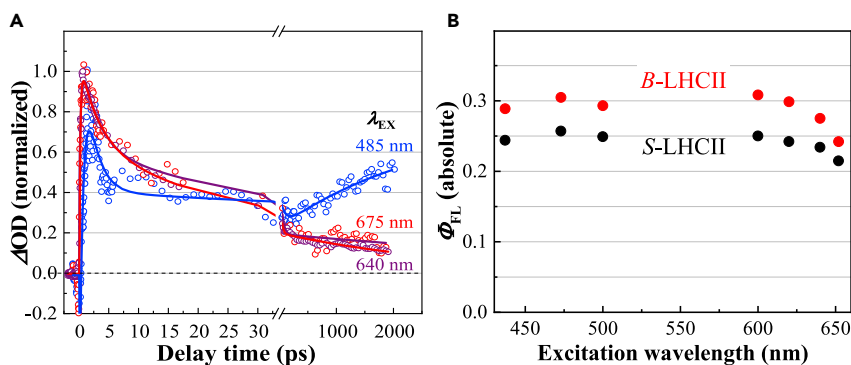 A
ΔOD (normalized)
1.0
0.8
0.6
0.4
0.2
0.0
-0.2
λEX
485 nm
675 nm
640 nm
0 5 10 15 20 25 30 1000 2000
Delay time (ps)
B
ΦFL (absolute)
0.4
0.3
0.2
0.1
0
B-LHCII
S-LHCII
450 500 550 600 650
Excitation wavelength (nm)